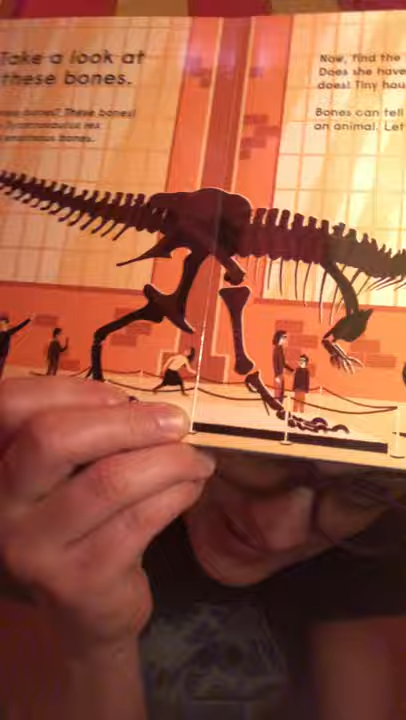 Take a look at
these bones.
bones? These bones!
Tyrannosaurus rex
enormous bones.
Now, find the
Does she have
does! Tiny hou
Bones can tell
an animal. Let